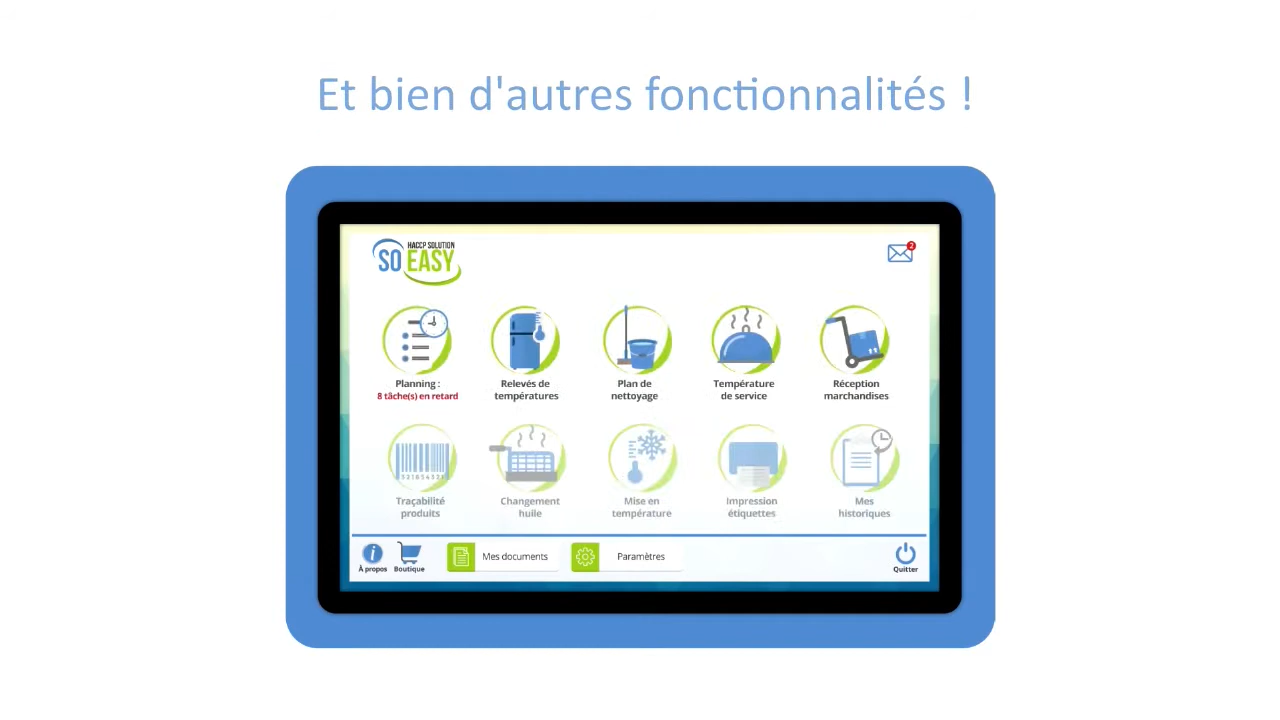 Et bien d'autres fonctionnalités !
HACCP SOLUTION
SO EASY
2
Planning :
8 tâche(s) en retard
Relevés de
températures
Plan de
nettoyage
Température
de service
Réception
marchandises
Traçabilité
produits
Changement
huile
Mise en
température
Impression
étiquettes
Mes
historiques
À propos
Boutique
Mes documents
Paramètres
Quitter